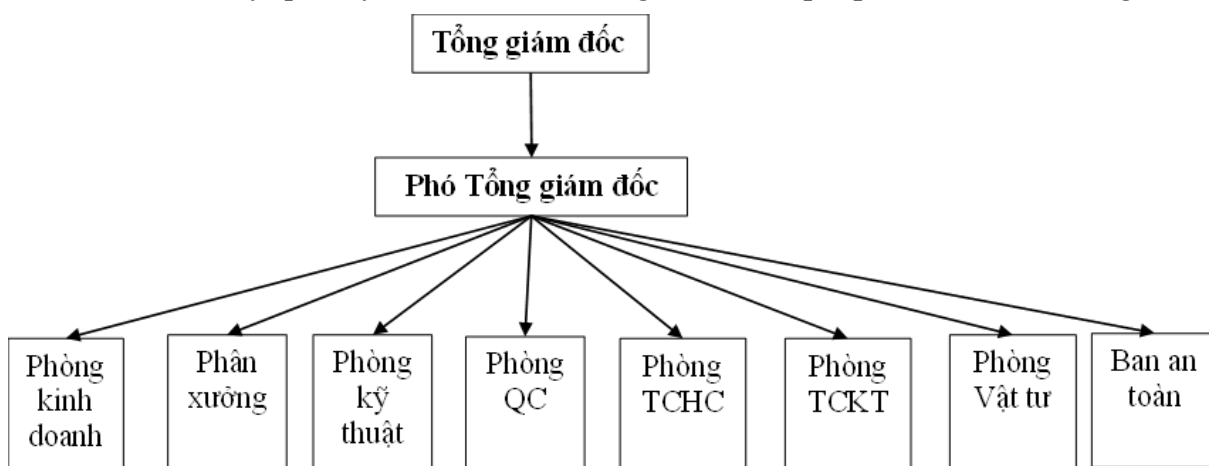 Tổng giám đốc
Phó Tổng giám đốc
Phòng
kinh
doanh
Phân
xưởng
Phòng
kỹ
thuật
Phòng
QC
Phòng
TCHC
Phòng
TCKT
Phòng
Vật tư
Ban an
toàn